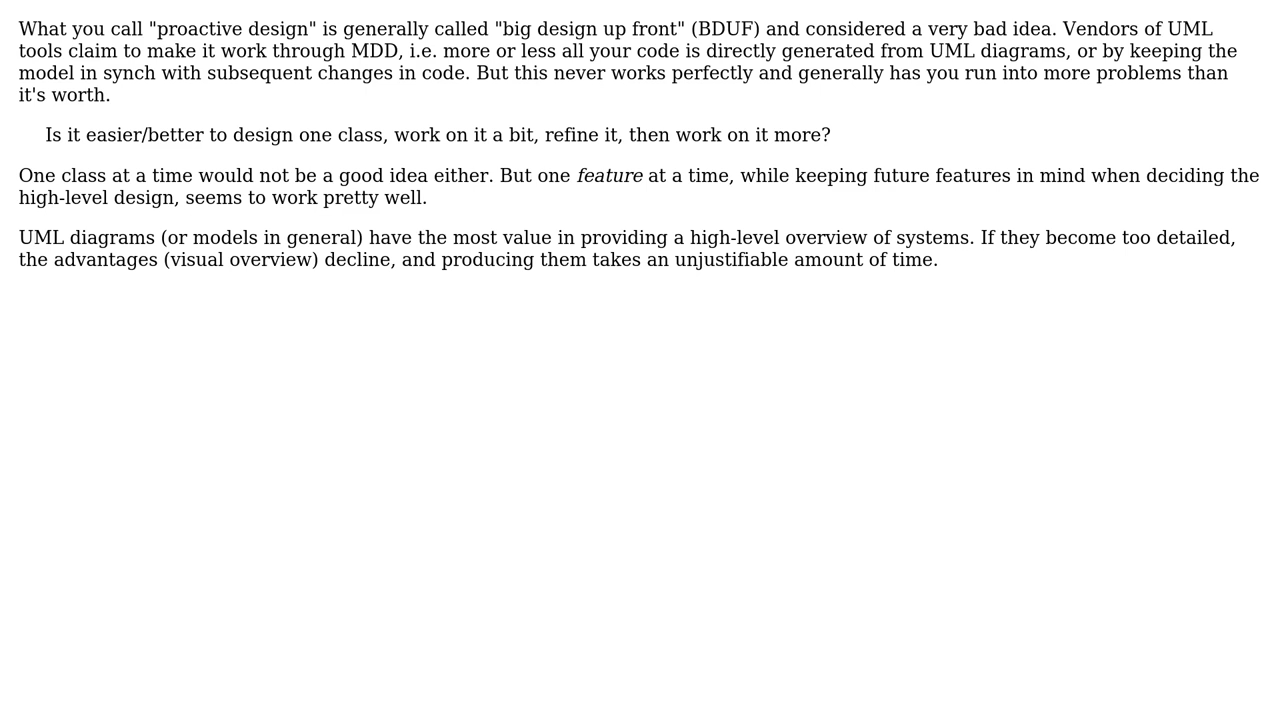 What you call "proactive design" is generally called "big design up front" (BDUF) and considered a very bad idea. Vendors of UML
tools claim to make it work through MDD, i.e. more or less all your code is directly generated from UML diagrams, or by keeping the
model in synch with subsequent changes in code. But this never works perfectly and generally has you run into more problems than
it's worth.
Is it easier/better to design one class, work on it a bit, refine it, then work on it more?
One class at a time would not be a good idea either. But one feature at a time, while keeping future features in mind when deciding the
high-level design, seems to work pretty well.
UML diagrams (or models in general) have the most value in providing a high-level overview of systems. If they become too detailed,
the advantages (visual overview) decline, and producing them takes an unjustifiable amount of time.